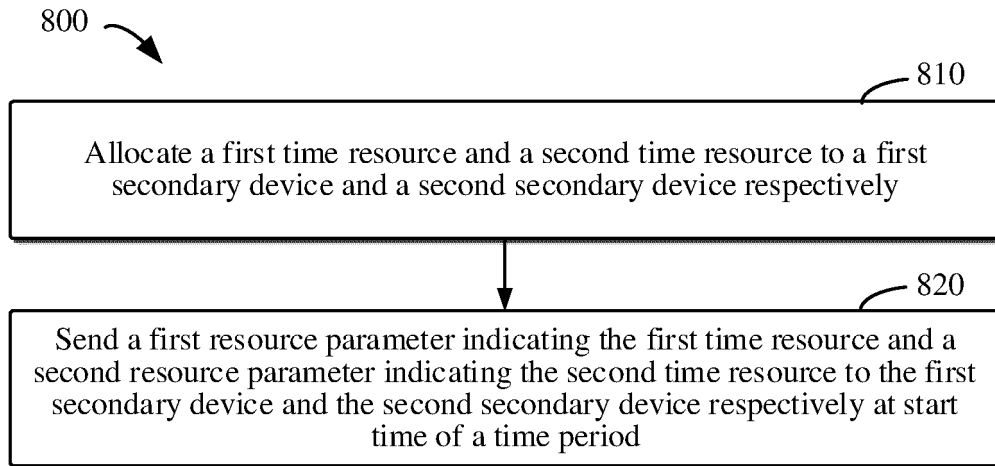 800
810
Allocate a first time resource and a second time resource to a first
secondary device and a second secondary device respectively
820
Send a first resource parameter indicating the first time resource and a
second resource parameter indicating the second time resource to the first
secondary device and the second secondary device respectively at start
time of a time period